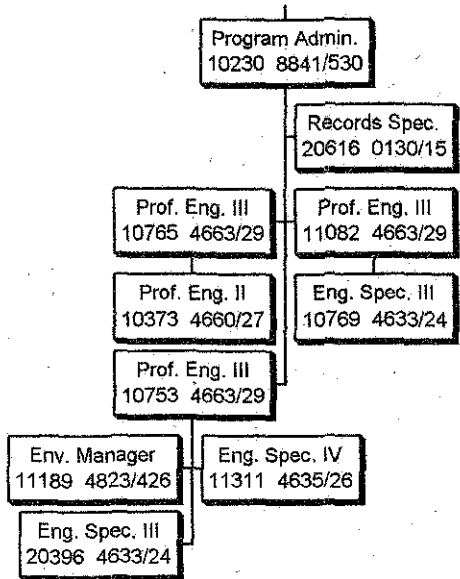 Program Admin.
10230 8841/530
Records Spec.
20616 0130/15
Prof. Eng. III
10765 4663/29
Prof. Eng. III
11082 4663/29
Prof. Eng. II
10373 4660/27
Eng. Spec. III
10769 4633/24
Prof. Eng. III
10753 4663/29
Env. Manager
11189 4823/426
Eng. Spec. IV
11311 4635/26
Eng. Spec. III
20396 4633/24